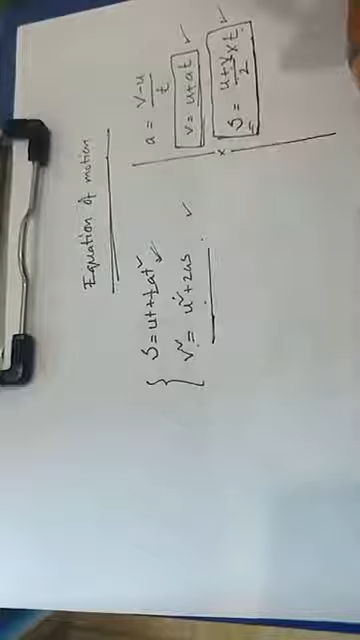 Equation of motion
a = v-u/t
v = u+at
S = u+v/2 x t
x
S = ut + ½at²
v² = u² + 2as